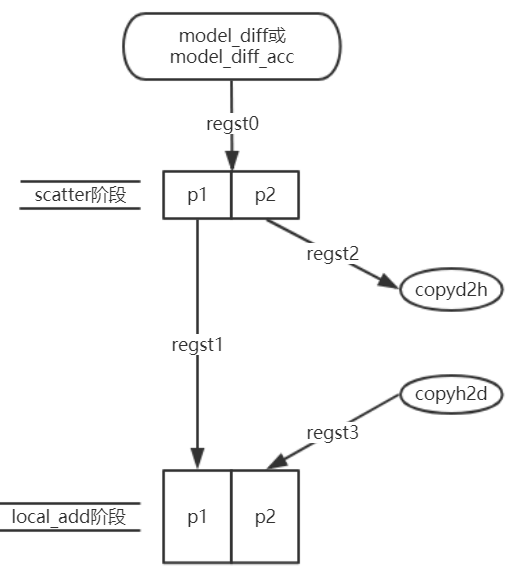 model_diff或
model_diff_acc
regst0
scatter阶段
p1
p2
regst2
copyd2h
regst1
copyh2d
regst3
local_add阶段
p1
p2